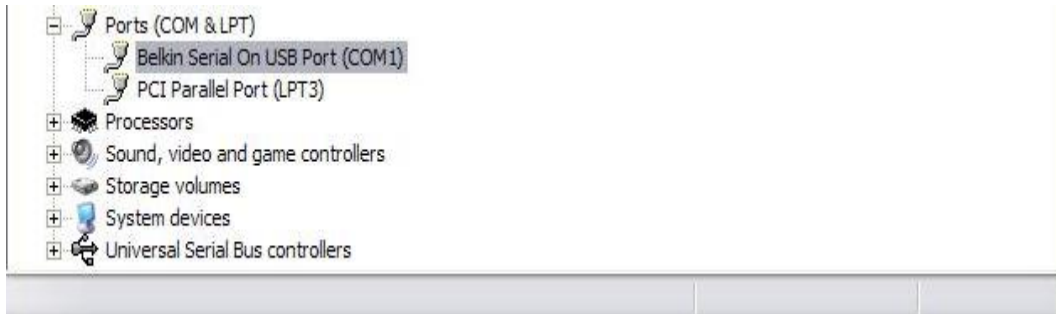 Ports (COM & LPT)
Belkin Serial On USB Port (COM1)
PCI Parallel Port (LPT3)
Processors
Sound, video and game controllers
Storage volumes
System devices
Universal Serial Bus controllers